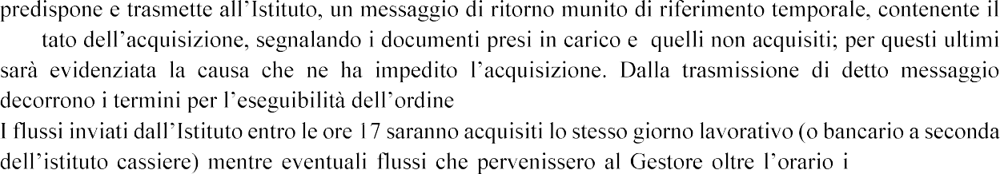 predispone e trasmette all'Istituto, un messaggio di ritorno munito di riferimento temporale, contenente il
tato dell'acquisizione, segnalando i documenti presi in carico e quelli non acquisiti; per questi ultimi
sarà evidenziata la causa che ne ha impedito l'acquisizione. Dalla trasmissione di detto messaggio
decorrono i termini per l'eseguibilità dell'ordine
I flussi inviati dall'Istituto entro le ore 17 saranno acquisiti lo stesso giorno lavorativo (o bancario a seconda
dell'istituto cassiere) mentre eventuali flussi che pervenissero al Gestore oltre l'orario i